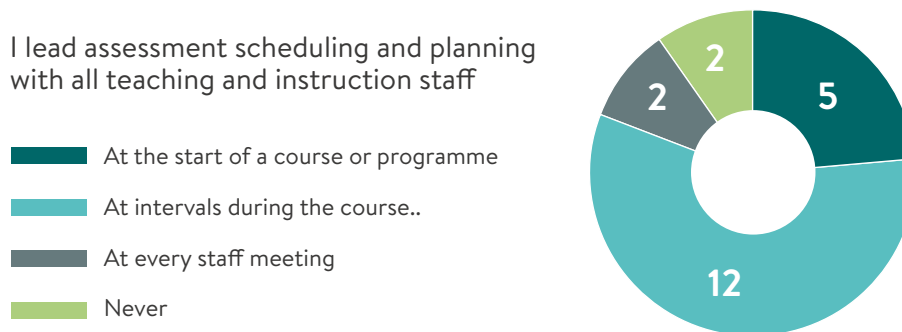 I lead assessment scheduling and planning
with all teaching and instruction staff
At the start of a course or programme
At intervals during the course..
At every staff meeting
Never
2
2
5
12